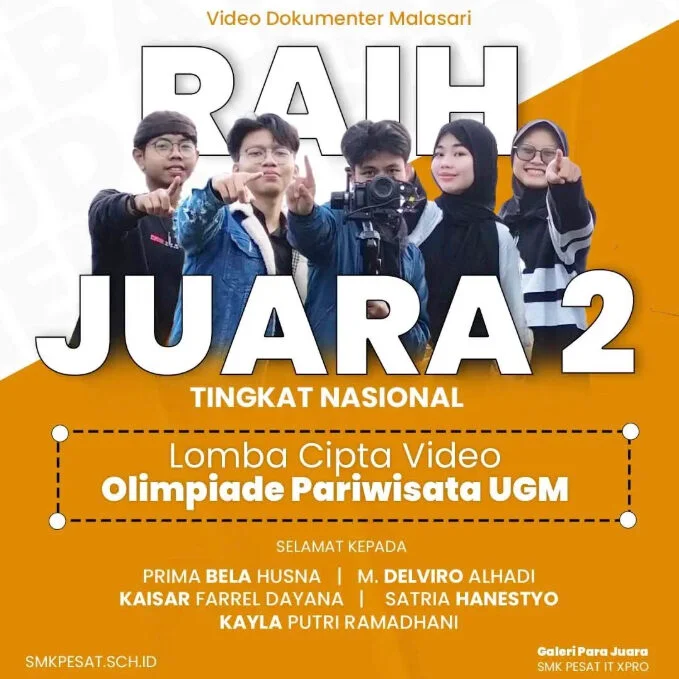 Video Dokumenter Malasari
RAIH
JUARA 2
TINGKAT NASIONAL
Lomba Cipta Video
Olimpiade Pariwisata UGM
SELAMAT KEPADA
PRIMA BELA HUSNA | M. DELVIRO ALHADI
KAISAR FARREL DAYANA | SATRIA HANESTYO
KAYLA PUTRI RAMADHANI
SMKPESAT.SCH.ID
Galeri Para Juara
SMK PESAT IT XPRO